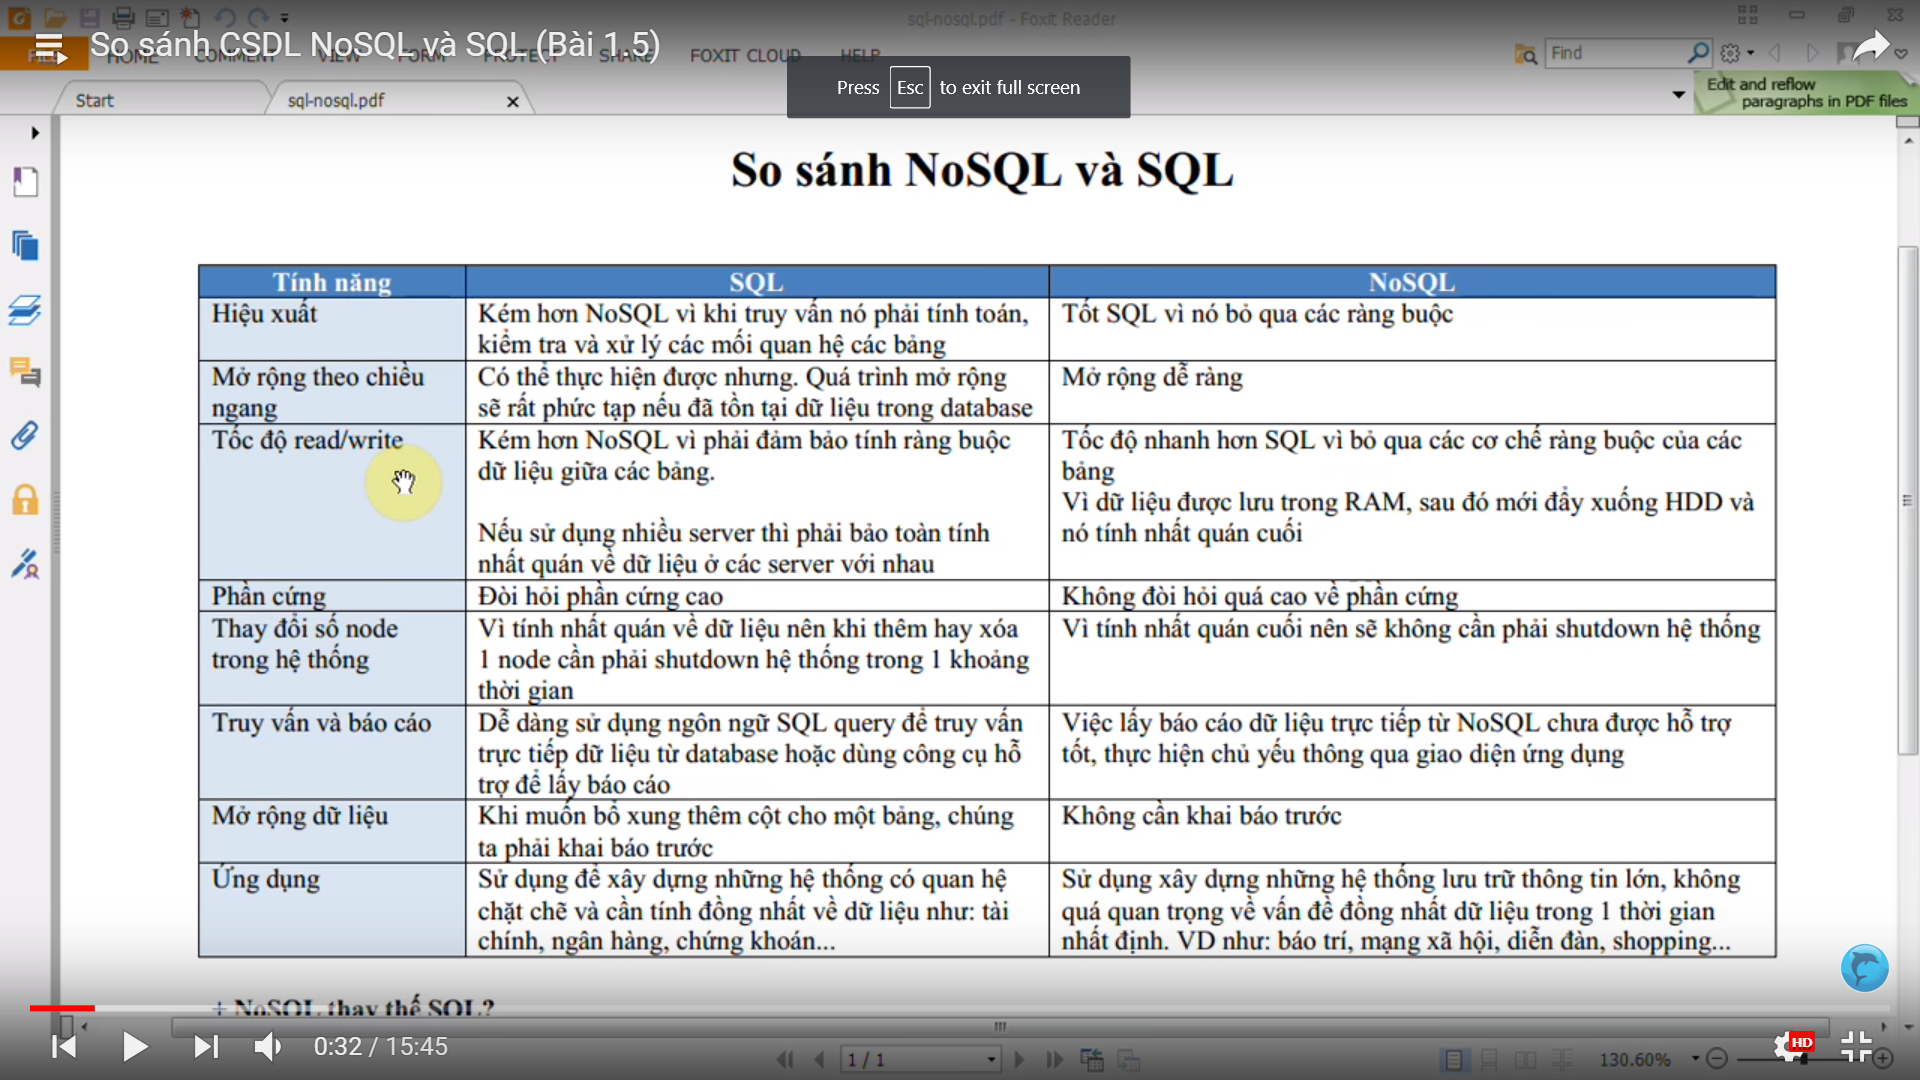 sql-nosql.pdf - Foxit Reader
So sánh CSDL NoSQL và SQL (Bài 1.5)
FILE HOME COMMENT VIEW FORM PROTECT SHARE FOXIT CLOUD HELP
Find
Press Esc to exit full screen
Edit and reflow
paragraphs in PDF files
Start
sql-nosql.pdf
So sánh NoSQL và SQL
Tính năng SQL NoSQL
Hiệu xuất
Kém hơn NoSQL vì khi truy vấn nó phải tính toán,
kiểm tra và xử lý các mối quan hệ các bảng
Tốt SQL vì nó bỏ qua các ràng buộc
Mở rộng theo chiều
ngang
Có thể thực hiện được nhưng. Quá trình mở rộng
sẽ rất phức tạp nếu đã tồn tại dữ liệu trong database
Mở rộng dễ ràng
Tốc độ read/write
Kém hơn NoSQL vì phải đảm bảo tính ràng buộc
dữ liệu giữa các bảng.
Nếu sử dụng nhiều server thì phải bảo toàn tính
nhất quán về dữ liệu ở các server với nhau
Tốc độ nhanh hơn SQL vì bỏ qua các cơ chế ràng buộc của các
bảng
Vì dữ liệu được lưu trong RAM, sau đó mới đẩy xuống HDD và
nó tính nhất quán cuối
Phần cứng
Đòi hỏi phần cứng cao
Không đòi hỏi quá cao về phần cứng
Thay đổi số node
trong hệ thống
Vì tính nhất quán về dữ liệu nên khi thêm hay xóa
1 node cần phải shutdown hệ thống trong 1 khoảng
thời gian
Vì tính nhất quán cuối nên sẽ không cần phải shutdown hệ thống
Truy vấn và báo cáo
Dễ dàng sử dụng ngôn ngữ SQL query để truy vấn
trực tiếp dữ liệu từ database hoặc dùng công cụ hỗ
trợ để lấy báo cáo
Việc lấy báo cáo dữ liệu trực tiếp từ NoSQL chưa được hỗ trợ
tốt, thực hiện chủ yếu thông qua giao diện ứng dụng
Mở rộng dữ liệu
Khi muốn bổ xung thêm cột cho một bảng, chúng
ta phải khai báo trước
Không cần khai báo trước
Ứng dụng
Sử dụng để xây dựng những hệ thống có quan hệ
chặt chẽ và cần tính đồng nhất về dữ liệu như: tài
chính, ngân hàng, chứng khoán...
Sử dụng xây dựng những hệ thống lưu trữ thông tin lớn, không
quá quan trọng về vấn đề đồng nhất dữ liệu trong 1 thời gian
nhất định. VD như: báo trí, mạng xã hội, diễn đàn, shopping...
+ NoSQL thay thế SQL?
0:32 / 15:45
1 / 1
HD
130.60%